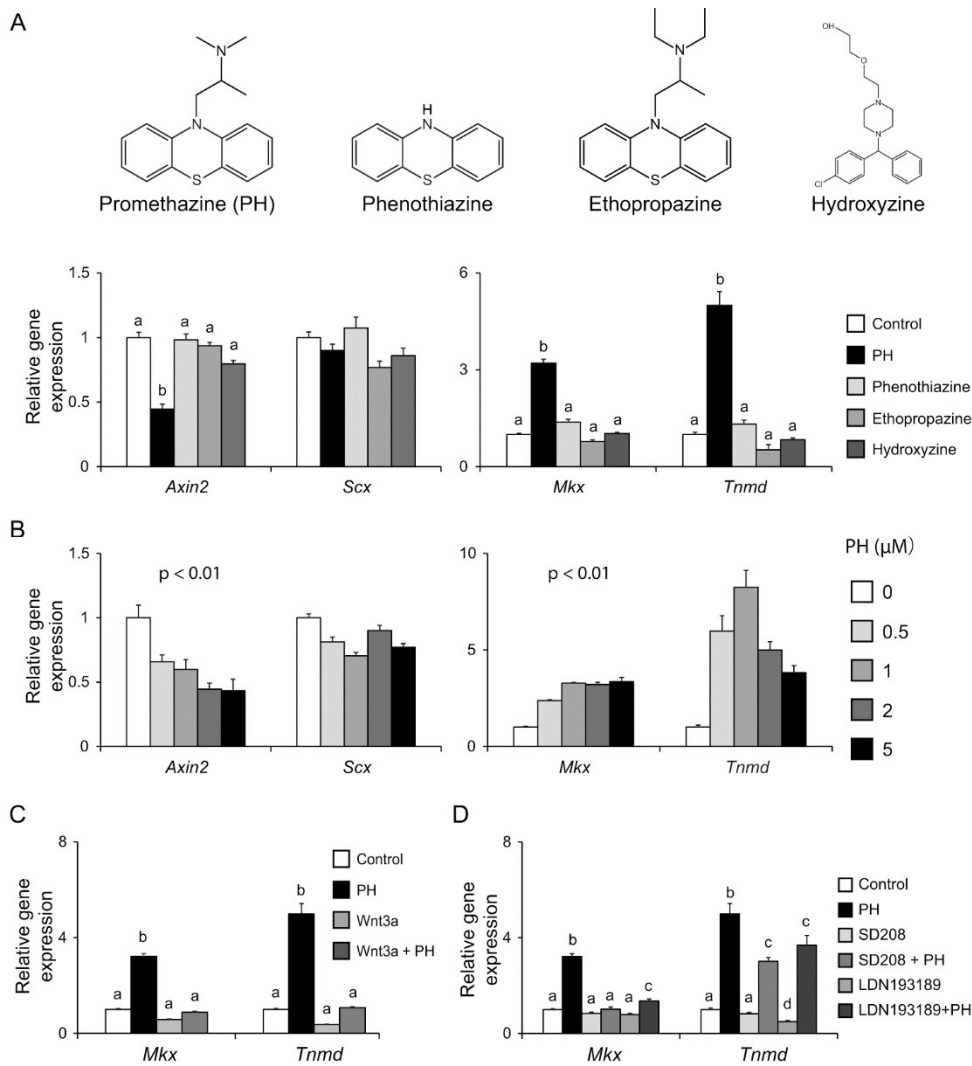 A
N
N
S
Promethazine (PH)
H
N
S
Phenothiazine
N
N
S
Ethopropazine
OH
O
N
N
Cl
Hydroxyzine
Relative gene
expression
1.5
1
0.5
0
a
b
a
a
a
Axin2
Scx
6
3
0
a
b
a
a
a
a
b
a
a
a
Mkx
Tnmd
Control
PH
Phenothiazine
Ethopropazine
Hydroxyzine
B
Relative gene
expression
1.5
1
0.5
0
p < 0.01
Axin2
Scx
10
5
0
p < 0.01
Mkx
Tnmd
PH (μM)
0
0.5
1
2
5
C
Relative gene
expression
8
4
0
a
b
a
a
a
b
a
a
Mkx
Tnmd
Control
PH
Wnt3a
Wnt3a + PH
D
Relative gene
expression
8
4
0
a
b
a
a
a
c
a
b
a
c
d
c
Mkx
Tnmd
Control
PH
SD208
SD208 + PH
LDN193189
LDN193189+PH